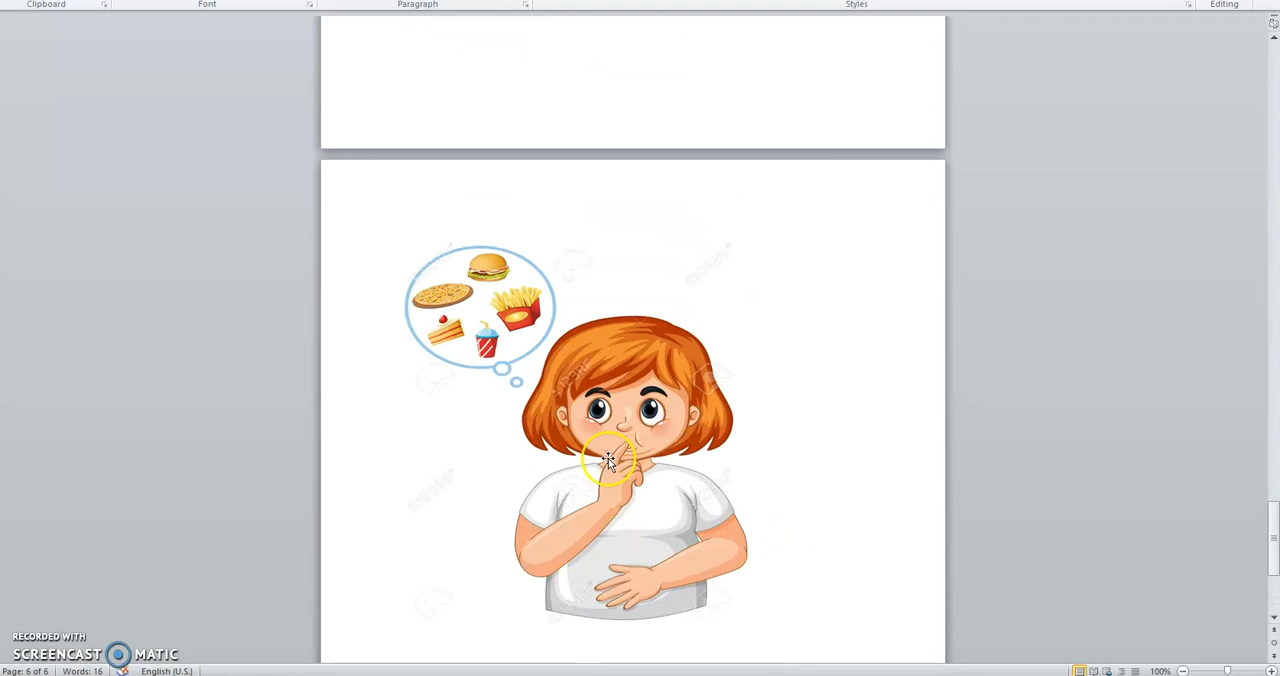 Clipboard Font Paragraph Styles Editing
RECORDED WITH
SCREENCAST MATIC
Page: 6 of 6 Words: 16 English (U.S.) 100%